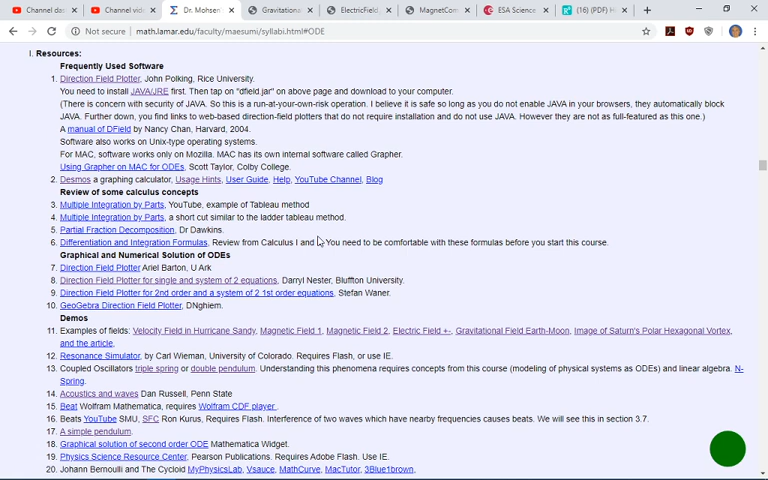 Channel das
Channel vide
Dr. Mohsen
Gravitational
ElectricField.
MagnetCom
ESA Science
(16) (PDF) H
Not secure | math.lamar.edu/faculty/maesumi/syllabi.html#ODE
I. Resources:
Frequently Used Software
1. Direction Field Plotter, John Polking, Rice University.
You need to install JAVA/JRE first. Then tap on "dfield.jar" on above page and download to your computer.
(There is concern with security of JAVA. So this is a run-at-your-own-risk operation. I believe it is safe so long as you do not enable JAVA in your browsers, they automatically block
JAVA. Further down, you find links to web-based direction-field plotters that do not require installation and do not use JAVA. However they are not as full-featured as this one.)
A manual of DField by Nancy Chan, Harvard, 2004.
Software also works on Unix-type operating systems.
For MAC, software works only on Mozilla. MAC has its own internal software called Grapher.
Using Grapher on MAC for ODEs, Scott Taylor, Colby College.
2. Desmos a graphing calculator, Usage Hints, User Guide, Help, YouTube Channel, Blog
Review of some calculus concepts
3. Multiple Integration by Parts, YouTube, example of Tableau method
4. Multiple Integration by Parts, a short cut similar to the ladder tableau method.
5. Partial Fraction Decomposition, Dr Dawkins.
6. Differentiation and Integration Formulas, Review from Calculus I and You need to be comfortable with these formulas before you start this course.
Graphical and Numerical Solution of ODEs
7. Direction Field Plotter Ariel Barton, U Ark
8. Direction Field Plotter for single and system of 2 equations, Darryl Nester, Bluffton University.
9. Direction Field Plotter for 2nd order and a system of 2 1st order equations, Stefan Waner.
10. GeoGebra Direction Field Plotter, DNghiem.
Demos
11. Examples of fields: Velocity Field in Hurricane Sandy, Magnetic Field 1, Magnetic Field 2, Electric Field +-, Gravitational Field Earth-Moon, Image of Saturn's Polar Hexagonal Vortex,
and the article,
12. Resonance Simulator, by Carl Wieman, University of Colorado. Requires Flash, or use IE.
13. Coupled Oscillators triple spring or double pendulum. Understanding this phenomena requires concepts from this course (modeling of physical systems as ODEs) and linear algebra. N-
Spring.
14. Acoustics and waves Dan Russell, Penn State
15. Beat Wolfram Mathematica, requires Wolfram CDF player .
16. Beats YouTube SMU, SFC Ron Kurus, Requires Flash. Interference of two waves which have nearby frequencies causes beats. We will see this in section 3.7.
17. A simple pendulum.
18. Graphical solution of second order ODE Mathematica Widget.
19. Physics Science Resource Center, Pearson Publications. Requires Adobe Flash. Use IE.
20. Johann Bernoulli and the Cycloid MyPhysicsLab, Vsauce, MathCurve, MacTutor, 3Blue1brown,